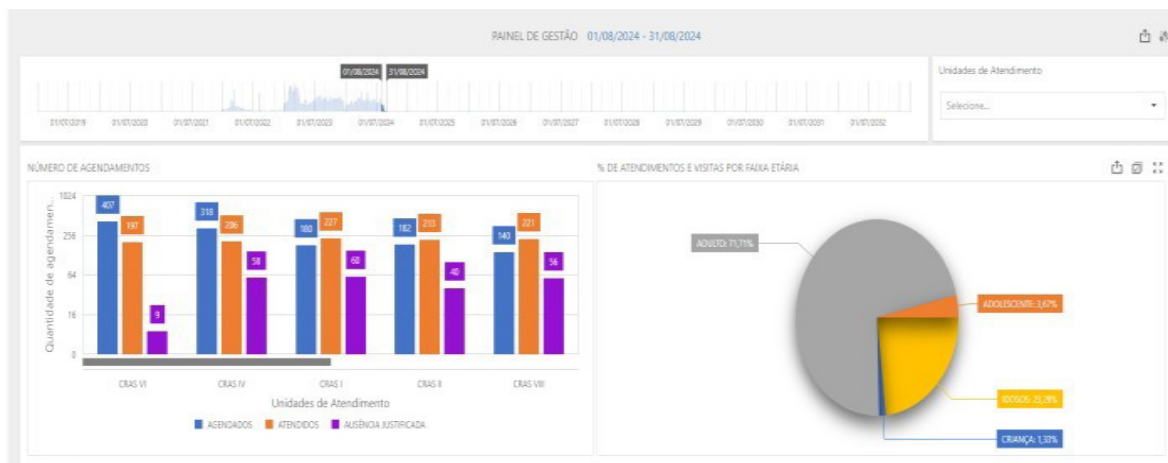 PAINEL DE GESTÃO 01/08/2024 - 31/08/2024
01/08/2024 31/08/2024
01/07/2019 01/07/2020 01/07/2021 01/07/2022 01/07/2023 01/07/2024 01/07/2025 01/07/2026 01/07/2027 01/07/2028 01/07/2029 01/07/2030 01/07/2031 01/07/2032
Unidades de Atendimento
Selecione...
NÚMERO DE AGENDAMENTOS
Quantidade de agendamen...
1024
256
64
16
0
407 197 9
318 206 58
180 227 60
182 213 40
140 221 56
CRAS VI CRAS IV CRAS I CRAS II CRAS VIII
Unidades de Atendimento
AGENDADOS ATENDIDOS AUSÊNCIA JUSTIFICADA
% DE ATENDIMENTOS E VISITAS POR FAIXA ETÁRIA
ADULTO: 71,71%
ADOLESCENTE: 3,67%
IDOSOS: 23,29%
CRIANÇA: 1,33%